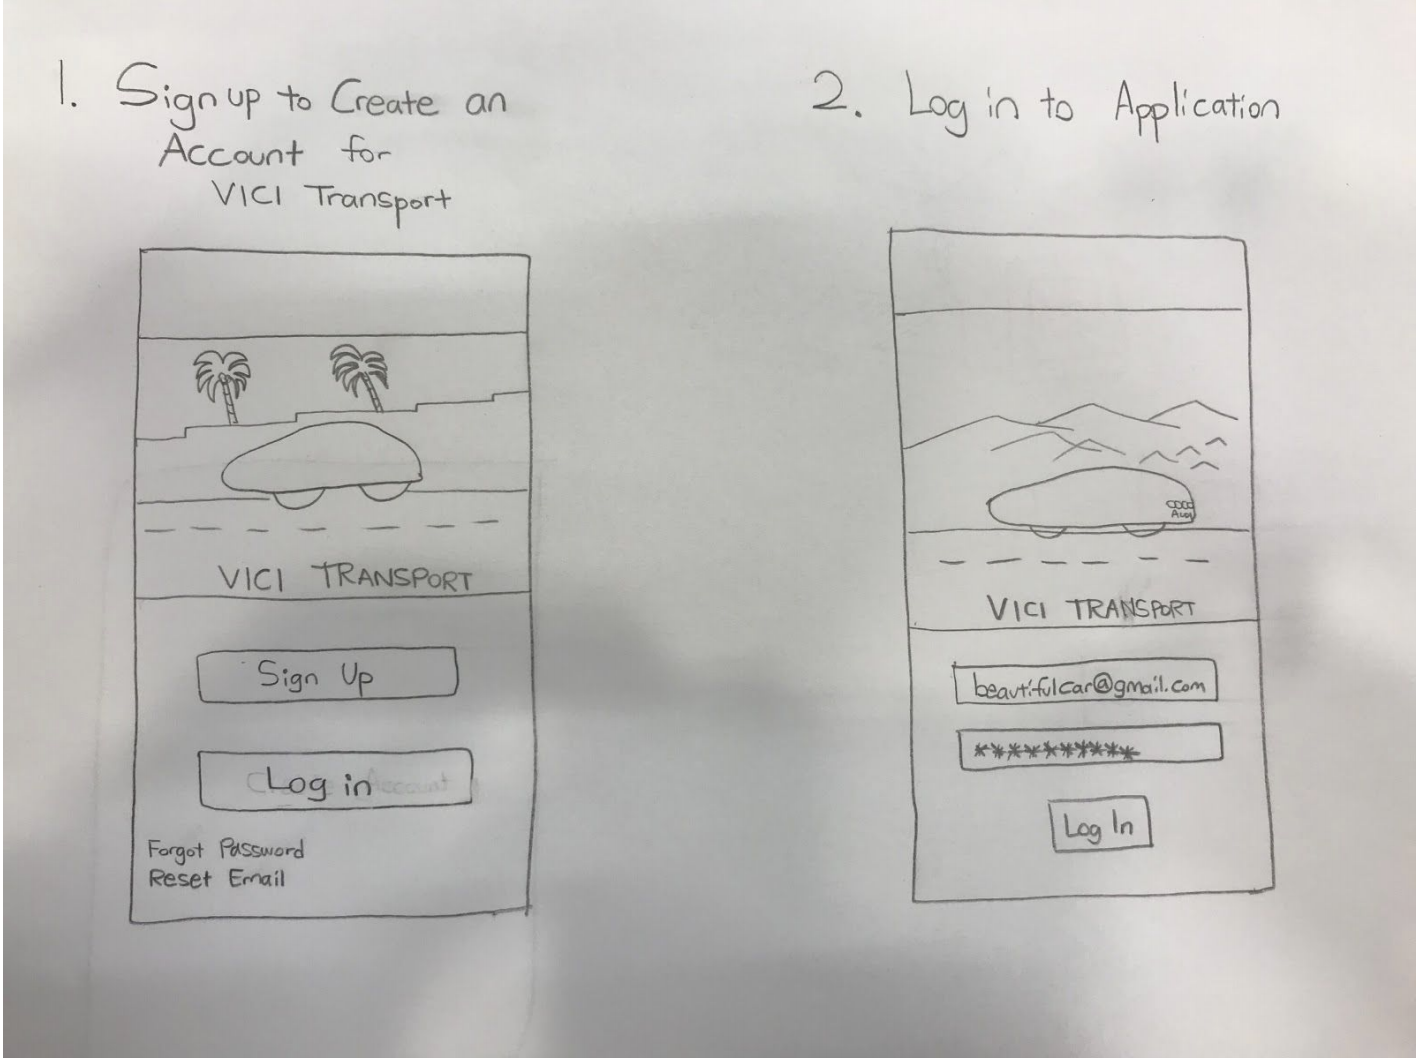 1. Sign up to Create an
Account for
VICI Transport
VICI TRANSPORT
Sign Up
Log in
Forgot Password
Reset Email
2. Log in to Application
Audi
VICI TRANSPORT
beautifulcar@gmail.com
**********
Log In